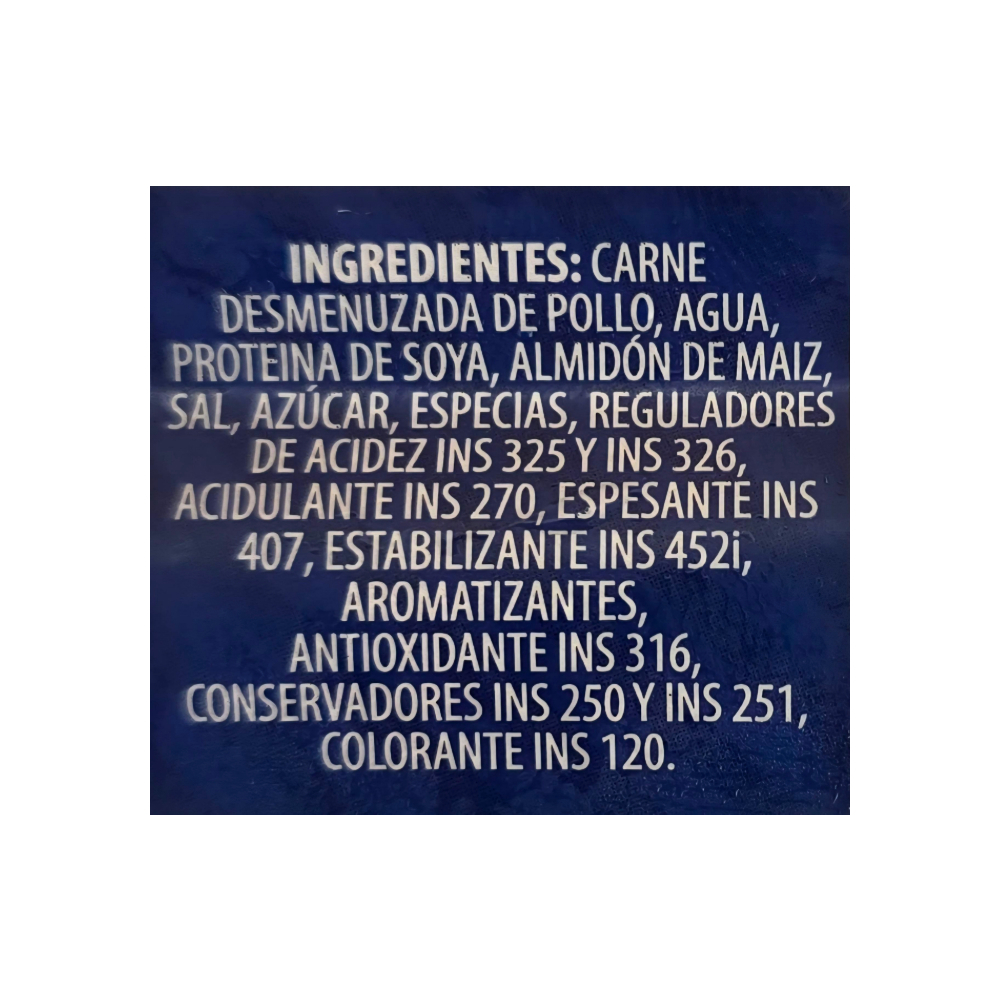 INGREDIENTES: CARNE
DESMENUZADA DE POLLO, AGUA,
PROTEINA DE SOYA, ALMIDÓN DE MAIZ,
SAL, AZÚCAR, ESPECIAS, REGULADORES
DE ACIDEZ INS 325 Y INS 326,
ACIDULANTE INS 270, ESPESANTE INS
407, ESTABILIZANTE INS 452i,
AROMATIZANTES,
ANTIOXIDANTE INS 316,
CONSERVADORES INS 250 Y INS 251,
COLORANTE INS 120.